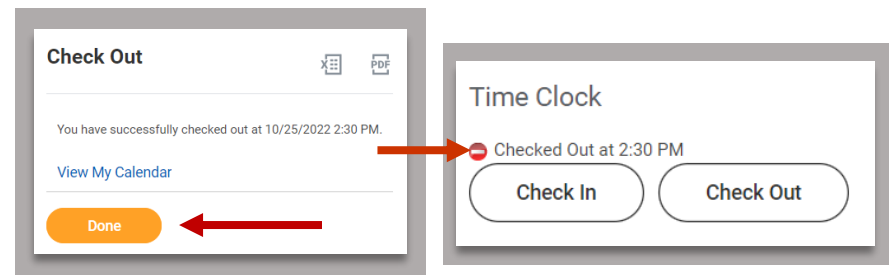 Check Out
X
PDF
You have successfully checked out at 10/25/2022 2:30 PM.
View My Calendar
Done
Time Clock
Checked Out at 2:30 PM
Check In
Check Out